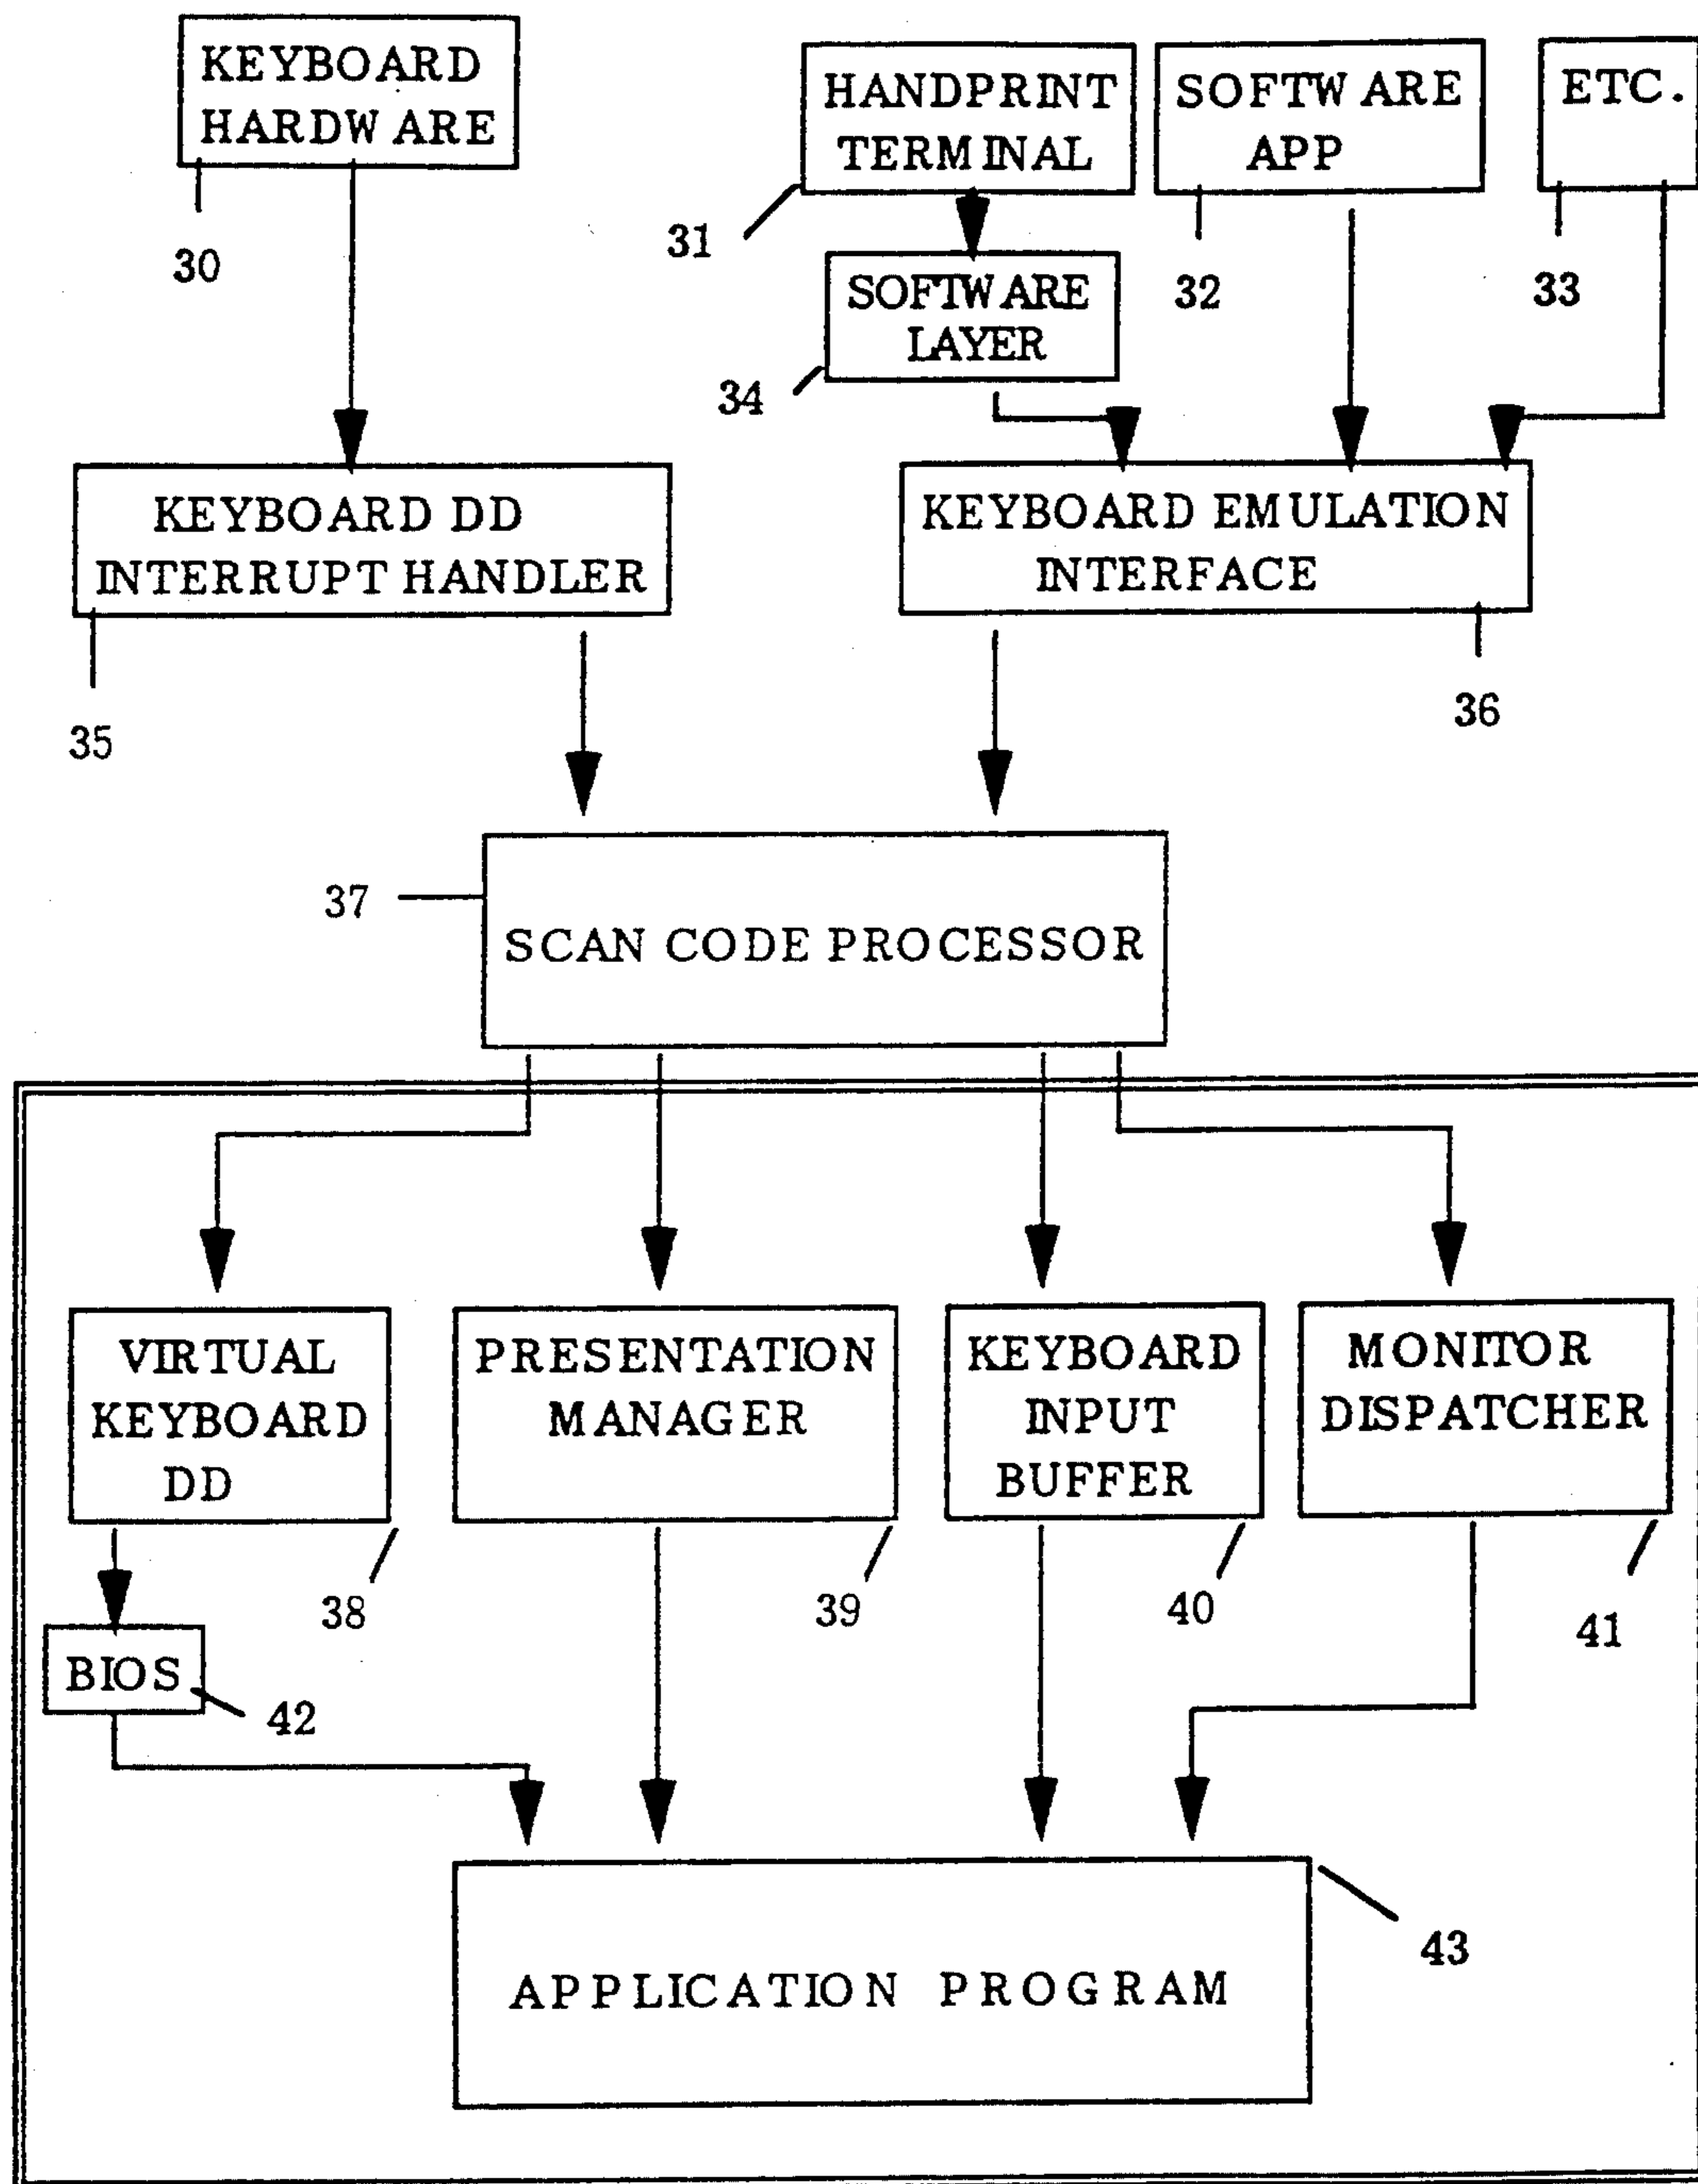 KEYBOARD
HARDWARE
30
HANDPRINT
TERMINAL
31
SOFTWARE
APP
32
ETC.
33
SOFTWARE
LAYER
34
KEYBOARD DD
INTERRUPT HANDLER
35
KEYBOARD EMULATION
INTERFACE
36
37
SCAN CODE PROCESSOR
VIRTUAL
KEYBOARD
DD
38
PRESENTATION
MANAGER
39
KEYBOARD
INPUT
BUFFER
40
MONITOR
DISPATCHER
41
BIOS
42
43
APPLICATION PROGRAM